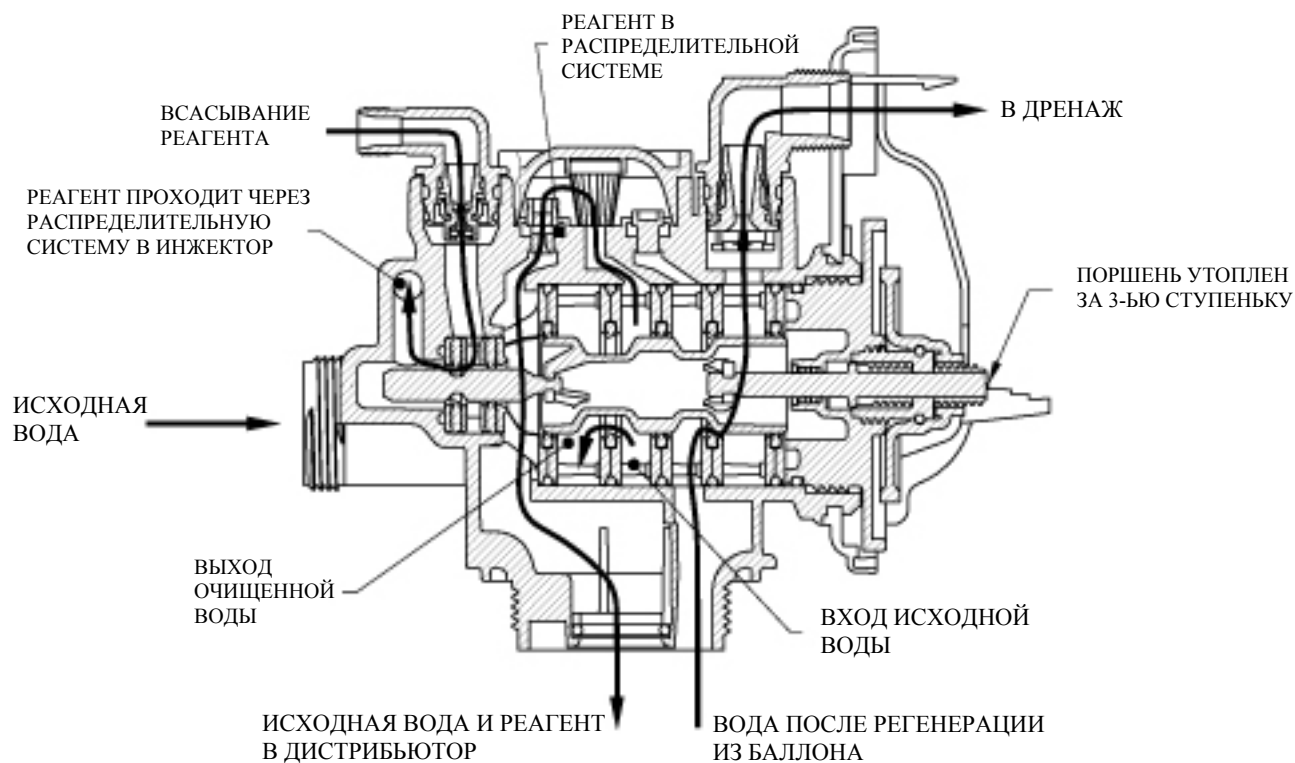 РЕАГЕНТ В
РАСПРЕДЕЛИТЕЛЬНОЙ
СИСТЕМЕ
ВСАСЫВАНИЕ
РЕАГЕНТА
В ДРЕНАЖ
РЕАГЕНТ ПРОХОДИТ ЧЕРЕЗ
РАСПРЕДЕЛИТЕЛЬНУЮ
СИСТЕМУ В ИНЖЕКТОР
ПОРШЕНЬ УТОПЛЕН
ЗА 3-ЬЮ СТУПЕНЬКУ
ИСХОДНАЯ
ВОДА
ВЫХОД
ОЧИЩЕННОЙ
ВОДЫ
ВХОД ИСХОДНОЙ
ВОДЫ
ИСХОДНАЯ ВОДА И РЕАГЕНТ
В ДИСТРИБЬЮТОР
ВОДА ПОСЛЕ РЕГЕНЕРАЦИИ
ИЗ БАЛЛОНА